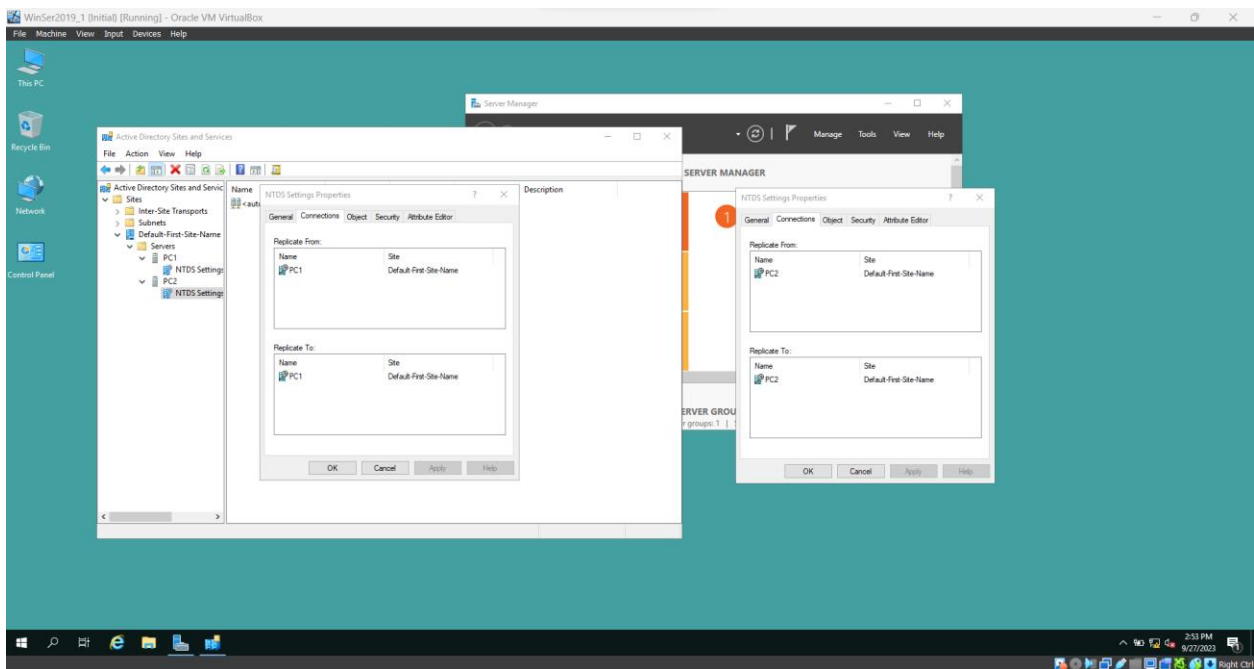 WinSer2019_1 (Initial) [Running] - Oracle VM VirtualBox
File Machine View Input Devices Help
This PC
Recycle Bin
Network
Control Panel
Server Manager
Manage Tools View Help
SERVER MANAGER
1
SERVER GROU
r groups: 1 |
Active Directory Sites and Services
File Action View Help
Active Directory Sites and Servic
Sites
Inter-Site Transports
Subnets
Default-First-Site-Name
Servers
PC1
NTDS Settings
PC2
NTDS Settings
Name Description
<auto
NTDS Settings Properties
General Connections Object Security Attribute Editor
Replicate From:
Name Site
PC1 Default-First-Site-Name
Replicate To:
Name Site
PC1 Default-First-Site-Name
OK Cancel Apply Help
NTDS Settings Properties
General Connections Object Security Attribute Editor
Replicate From:
Name Site
PC2 Default-First-Site-Name
Replicate To:
Name Site
PC2 Default-First-Site-Name
OK Cancel Apply Help
2:53 PM
9/27/2023
Right Ctrl